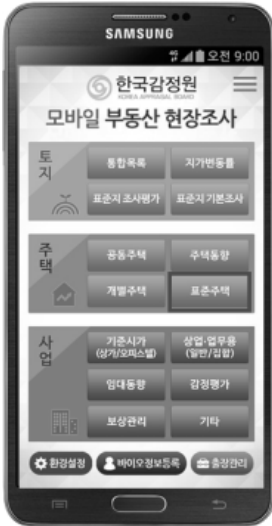 SAMSUNG
오전 9:00
한국감정원
KOREA APPRAISAL BOARD
모바일 부동산 현장조사
토지
통합목록 지가변동률
표준지 조사평가 표준지 기본조사
주택
공동주택 주택동향
개별주택 표준주택
사업
기준시가 상업·업무용
(상가/오피스텔) (일반/집합)
임대동향 감정평가
보상관리 기타
환경설정 바이오정보등록 출장관리